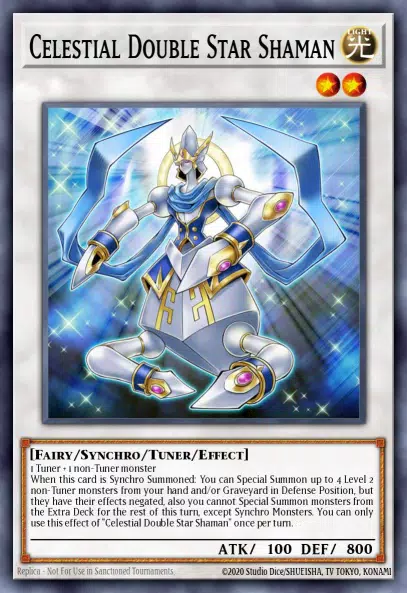 CELESTIAL DOUBLE STAR SHAMAN
LIGHT
光
[FAIRY/SYNCHRO/TUNER/EFFECT]
1 Tuner + 1 non-Tuner monster
When this card is Synchro Summoned: You can Special Summon up to 4 Level 2
non-Tuner monsters from your hand and/or Graveyard in Defense Position, but
they have their effects negated, also you cannot Special Summon monsters from
the Extra Deck for the rest of this turn, except Synchro Monsters. You can only
use this effect of "Celestial Double Star Shaman" once per turn.
ATK/ 100 DEF/ 800
Replica - Not For Use in Sanctioned Tournaments
©2020 Studio Dice/SHUEISHA, TV TOKYO, KONAMI